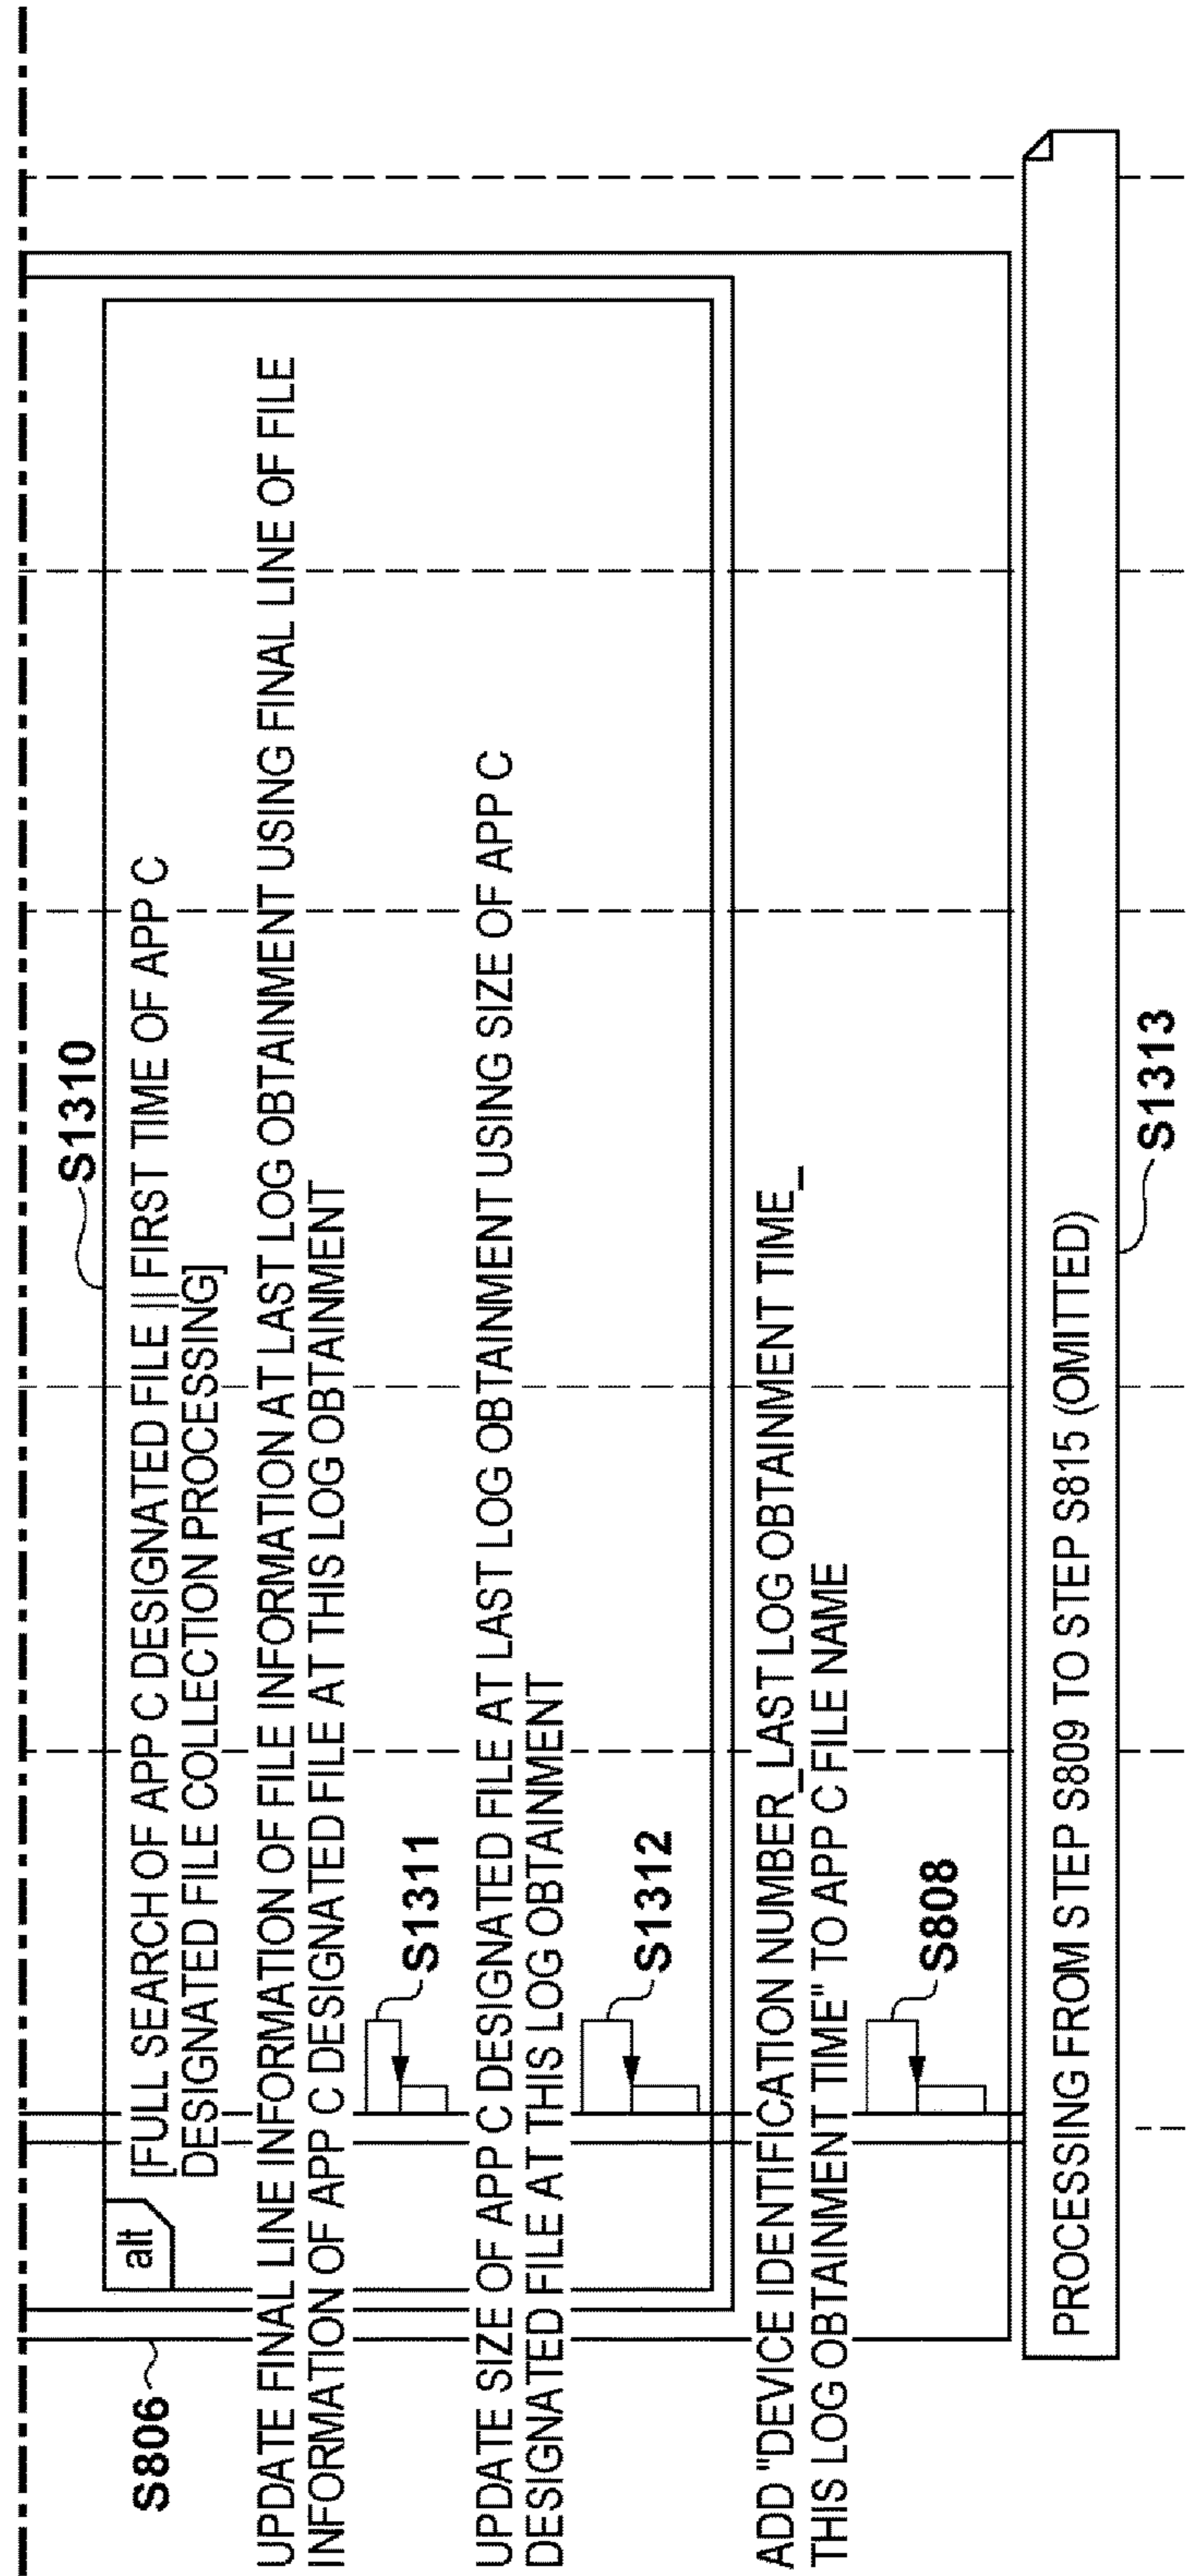 S1310
S806
alt
[FULL SEARCH OF APP C DESIGNATED FILE || FIRST TIME OF APP C
DESIGNATED FILE COLLECTION PROCESSING]
UPDATE FINAL LINE INFORMATION OF FILE INFORMATION AT LAST LOG OBTAINMENT USING FINAL LINE OF FILE
INFORMATION OF APP C DESIGNATED FILE AT THIS LOG OBTAINMENT
S1311
UPDATE SIZE OF APP C DESIGNATED FILE AT LAST LOG OBTAINMENT USING SIZE OF APP C
DESIGNATED FILE AT THIS LOG OBTAINMENT
S1312
ADD "DEVICE IDENTIFICATION NUMBER_LAST LOG OBTAINMENT TIME_
THIS LOG OBTAINMENT TIME" TO APP C FILE NAME
S808
PROCESSING FROM STEP S809 TO STEP S815 (OMITTED)
S1313